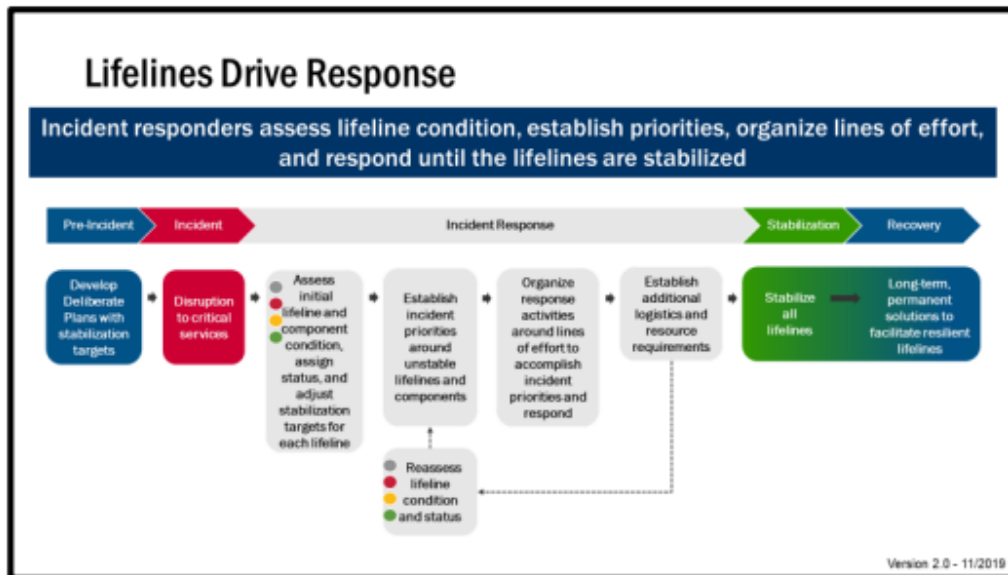 Lifelines Drive Response
Incident responders assess lifeline condition, establish priorities, organize lines of effort,
and respond until the lifelines are stabilized
Pre-Incident
Incident
Incident Response
Stabilization
Recovery
Develop
Deliberate
Plans with
stabilization
targets
Disruption
to critical
services
Assess
initial
lifeline and
component
condition,
assign
status, and
adjust
stabilization
targets for
each lifeline
Establish
incident
priorities
around
unstable
lifelines and
components
Organize
response
activities
around lines
of effort to
accomplish
incident
priorities and
respond
Establish
additional
logistics and
resource
requirements
Stabilize
all
lifelines
Long-term,
permanent
solutions to
facilitate resilient
lifelines
Reassess
lifeline
condition
and status
Version 2.0 - 11/2019